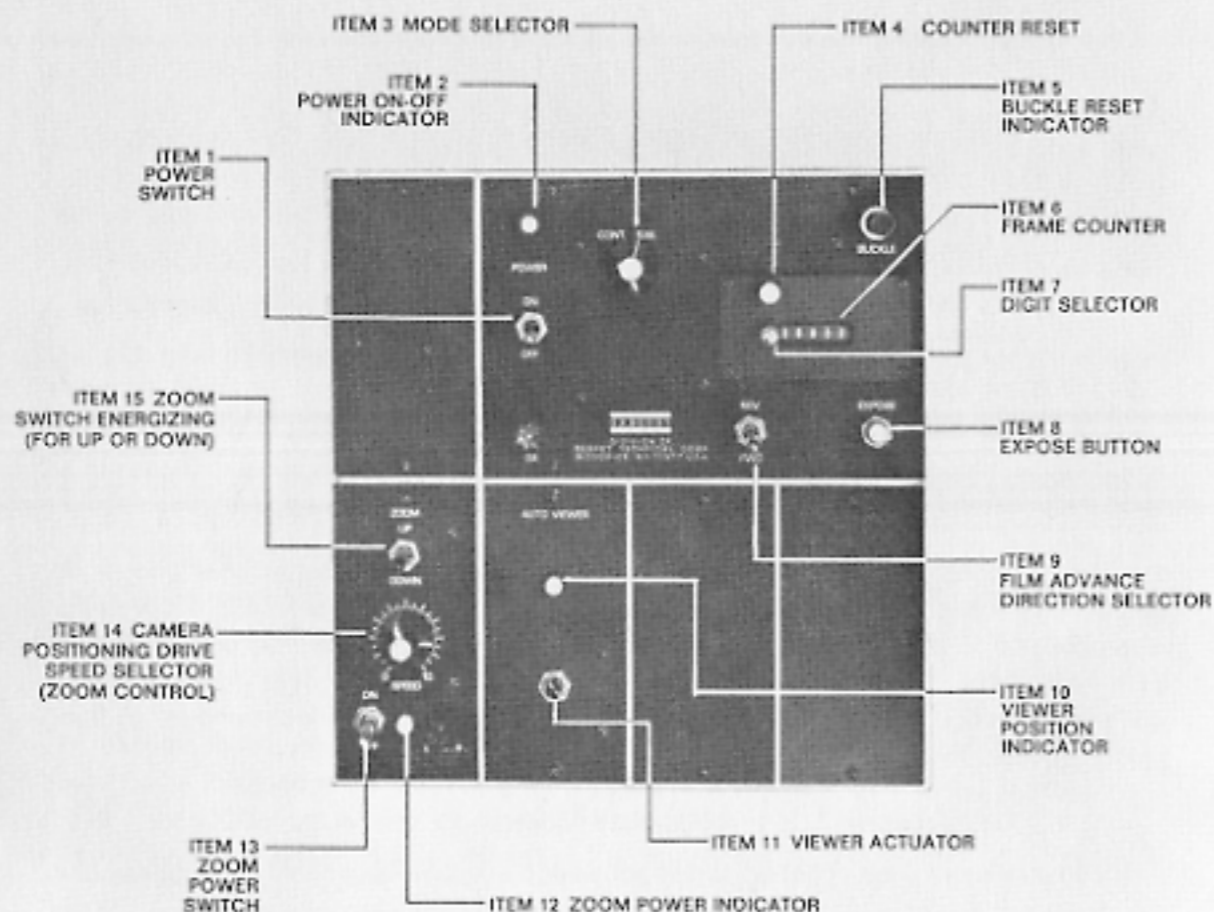 ITEM 3 MODE SELECTOR
ITEM 4 COUNTER RESET
ITEM 2
POWER ON-OFF
INDICATOR
ITEM 5
BUCKLE RESET
INDICATOR
ITEM 1
POWER
SWITCH
ITEM 6
FRAME COUNTER
CONT.
BUCKLE
POWER
ITEM 7
DIGIT SELECTOR
ON
OFF
ITEM 15 ZOOM
SWITCH ENERGIZING
(FOR UP OR DOWN)
REV
EXPOSE
ITEM 8
EXPOSE BUTTON
FWD
DIVISION OF
ZOOM
UP
AUTO VIEWER
DOWN
ITEM 9
FILM ADVANCE
DIRECTION SELECTOR
ITEM 14 CAMERA
POSITIONING DRIVE
SPEED SELECTOR
(ZOOM CONTROL)
SPEED
ON
ITEM 10
VIEWER
POSITION
INDICATOR
ITEM 13
ZOOM
POWER
SWITCH
ITEM 11 VIEWER ACTUATOR
ITEM 12 ZOOM POWER INDICATOR